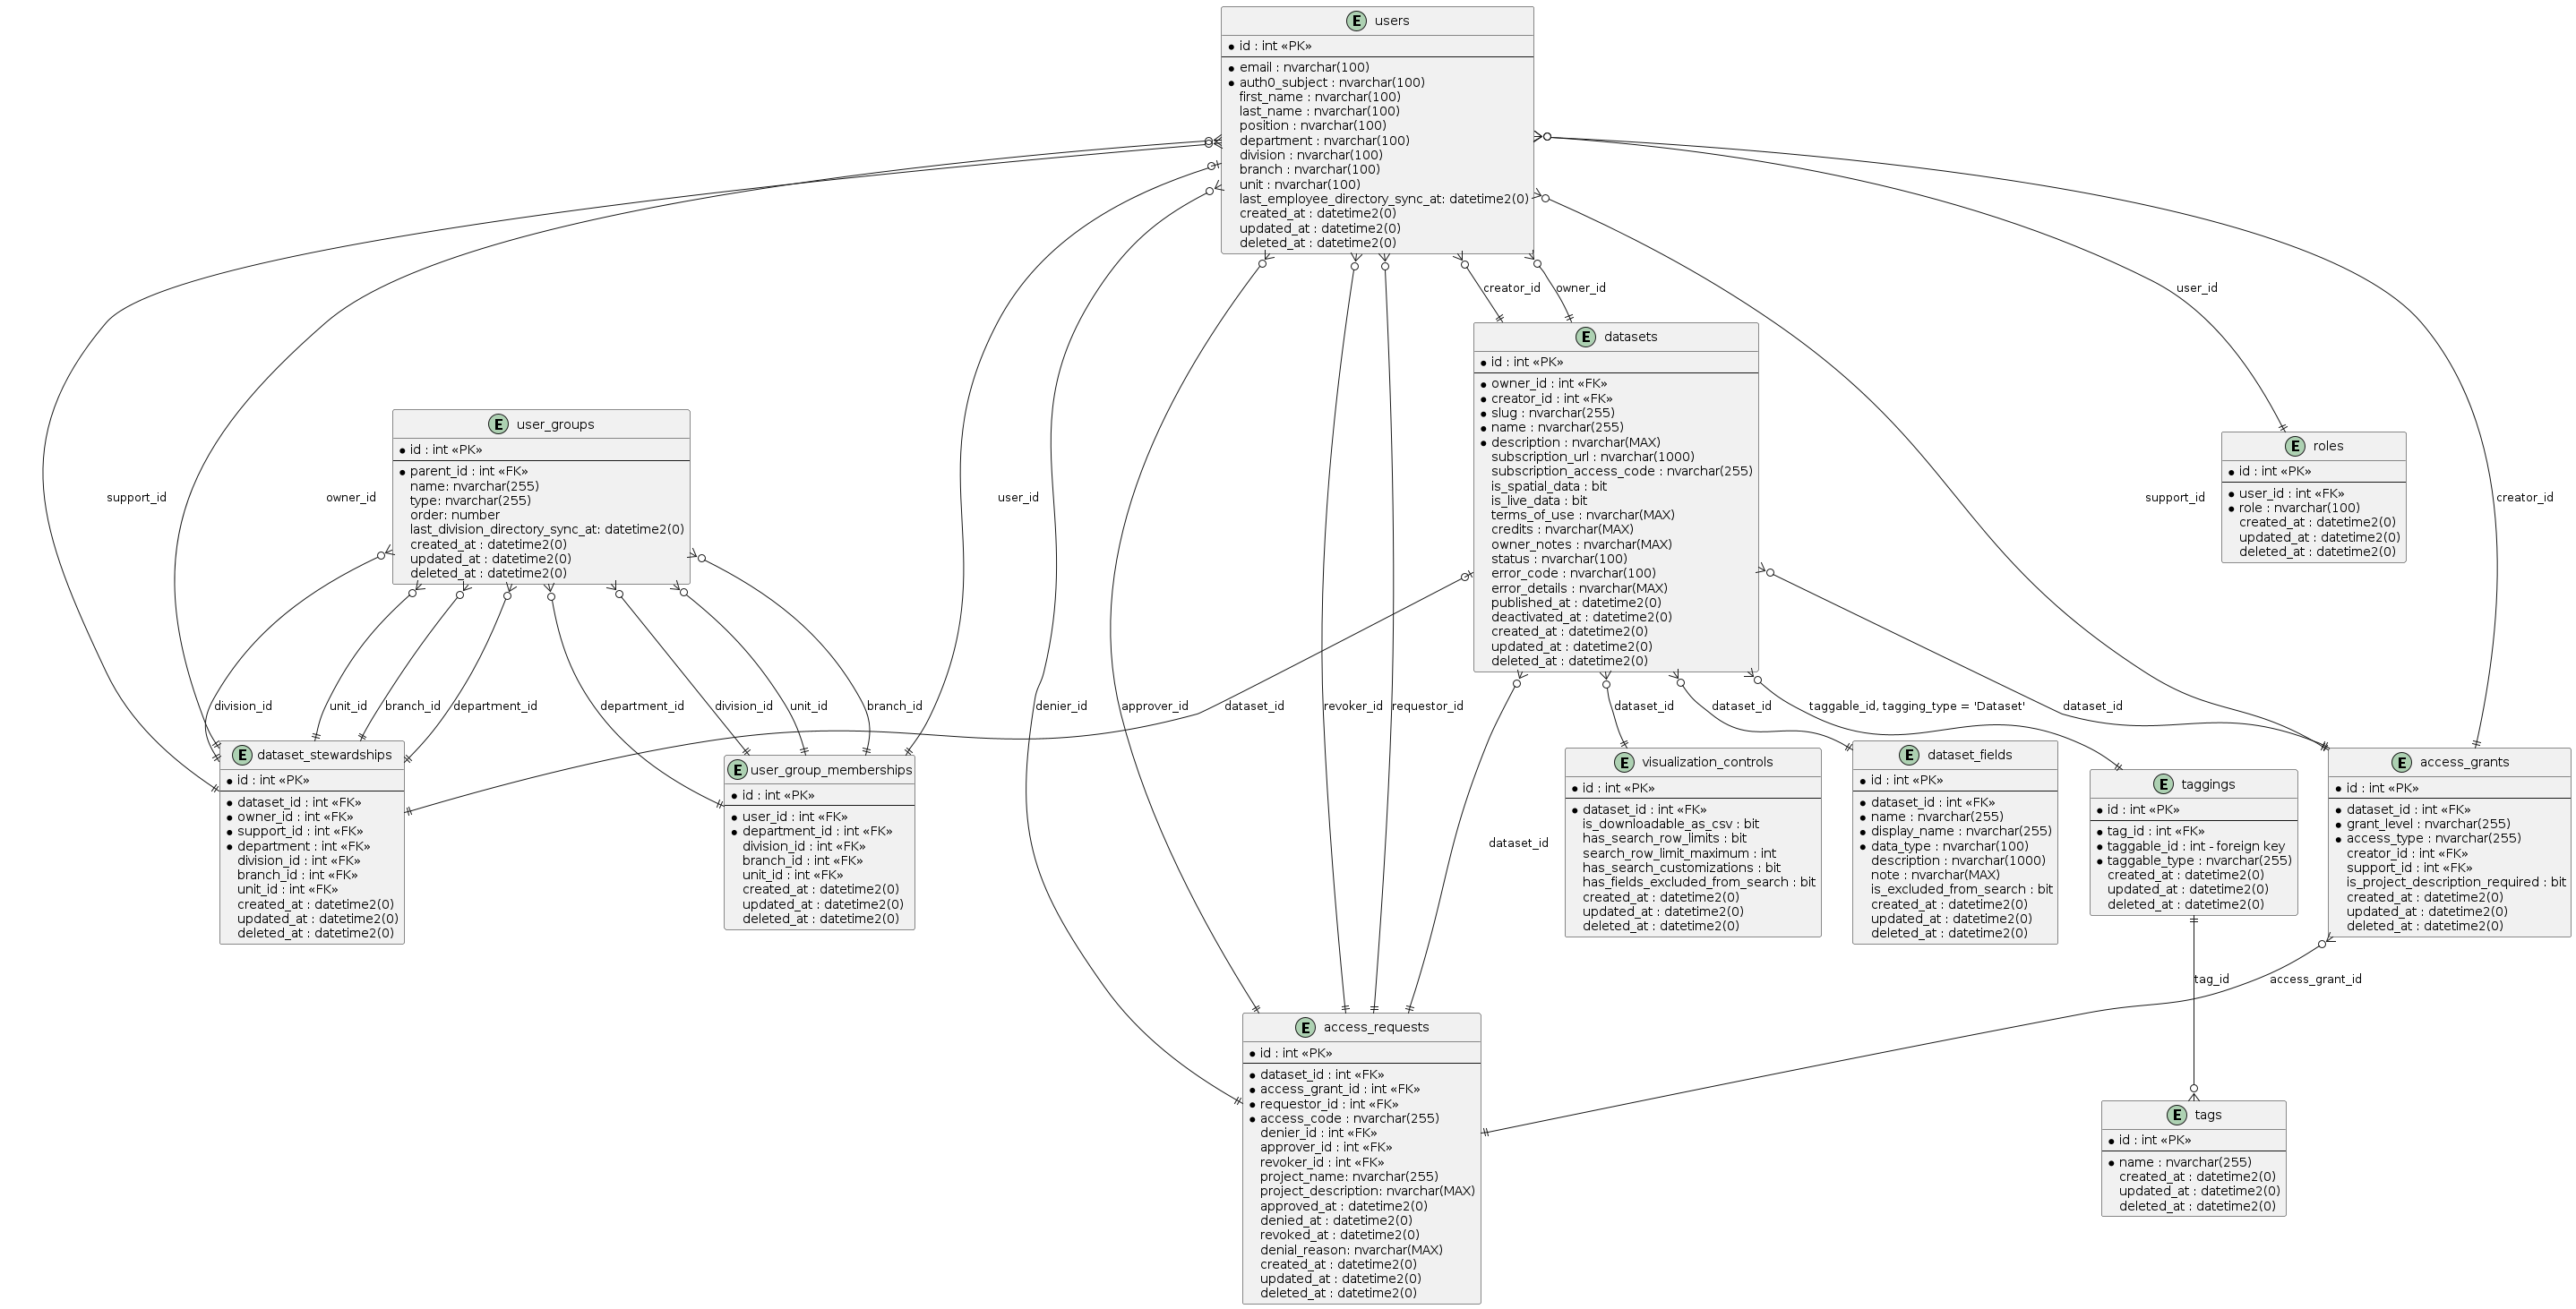 E users
* id : int «PK»
* email : nvarchar(100)
* auth0_subject : nvarchar(100)
first_name : nvarchar(100)
last_name : nvarchar(100)
position : nvarchar(100)
department : nvarchar(100)
division : nvarchar(100)
branch : nvarchar(100)
unit : nvarchar(100)
last_employee_directory_sync_at: datetime2(0)
created_at : datetime2(0)
updated_at : datetime2(0)
deleted_at : datetime2(0)
creator_id
owner_id
user_id
E datasets
* id : int «PK»
* owner_id : int «FK»
* creator_id : int «FK»
* slug : nvarchar(255)
* name : nvarchar(255)
* description : nvarchar(MAX)
subscription_url : nvarchar(1000)
subscription_access_code : nvarchar(255)
is_spatial_data : bit
is_live_data : bit
terms_of_use : nvarchar(MAX)
credits : nvarchar(MAX)
owner_notes : nvarchar(MAX)
status : nvarchar(100)
error_code : nvarchar(100)
error_details : nvarchar(MAX)
published_at : datetime2(0)
deactivated_at : datetime2(0)
created_at : datetime2(0)
updated_at : datetime2(0)
deleted_at : datetime2(0)
E user_groups
* id : int «PK»
* parent_id : int «FK»
name: nvarchar(255)
type: nvarchar(255)
order: number
last_division_directory_sync_at: datetime2(0)
created_at : datetime2(0)
updated_at : datetime2(0)
deleted_at : datetime2(0)
E roles
* id : int «PK»
* user_id : int «FK»
* role : nvarchar(100)
created_at : datetime2(0)
updated_at : datetime2(0)
deleted_at : datetime2(0)
support_id
owner_id
user_id
support_id
creator_id
division_id
unit_id
branch_id
department_id
department_id
division_id
unit_id
branch_id
denier_id
approver_id
dataset_id
revoker_id
requestor_id
dataset_id
dataset_id
taggable_id, tagging_type = 'Dataset'
dataset_id
E dataset_stewardships
* id : int «PK»
* dataset_id : int «FK»
* owner_id : int «FK»
* support_id : int «FK»
* department : int «FK»
division_id : int «FK»
branch_id : int «FK»
unit_id : int «FK»
created_at : datetime2(0)
updated_at : datetime2(0)
deleted_at : datetime2(0)
E user_group_memberships
* id : int «PK»
* user_id : int «FK»
* department_id : int «FK»
division_id : int «FK»
branch_id : int «FK»
unit_id : int «FK»
created_at : datetime2(0)
updated_at : datetime2(0)
deleted_at : datetime2(0)
dataset_id
E visualization_controls
* id : int «PK»
* dataset_id : int «FK»
is_downloadable_as_csv : bit
has_search_row_limits : bit
search_row_limit_maximum : int
has_search_customizations : bit
has_fields_excluded_from_search : bit
created_at : datetime2(0)
updated_at : datetime2(0)
deleted_at : datetime2(0)
E dataset_fields
* id : int «PK»
* dataset_id : int «FK»
* name : nvarchar(255)
* display_name : nvarchar(255)
* data_type : nvarchar(100)
description : nvarchar(1000)
note : nvarchar(MAX)
is_excluded_from_search : bit
created_at : datetime2(0)
updated_at : datetime2(0)
deleted_at : datetime2(0)
E taggings
* id : int «PK»
* tag_id : int «FK»
* taggable_id : int - foreign key
* taggable_type : nvarchar(255)
created_at : datetime2(0)
updated_at : datetime2(0)
deleted_at : datetime2(0)
E access_grants
* id : int «PK»
* dataset_id : int «FK»
* grant_level : nvarchar(255)
* access_type : nvarchar(255)
creator_id : int «FK»
support_id : int «FK»
is_project_description_required : bit
created_at : datetime2(0)
updated_at : datetime2(0)
deleted_at : datetime2(0)
tag_id
access_grant_id
E access_requests
* id : int «PK»
* dataset_id : int «FK»
* access_grant_id : int «FK»
* requestor_id : int «FK»
* access_code : nvarchar(255)
denier_id : int «FK»
approver_id : int «FK»
revoker_id : int «FK»
project_name: nvarchar(255)
project_description: nvarchar(MAX)
approved_at : datetime2(0)
denied_at : datetime2(0)
revoked_at : datetime2(0)
denial_reason: nvarchar(MAX)
created_at : datetime2(0)
updated_at : datetime2(0)
deleted_at : datetime2(0)
E tags
* id : int «PK»
* name : nvarchar(255)
created_at : datetime2(0)
updated_at : datetime2(0)
deleted_at : datetime2(0)